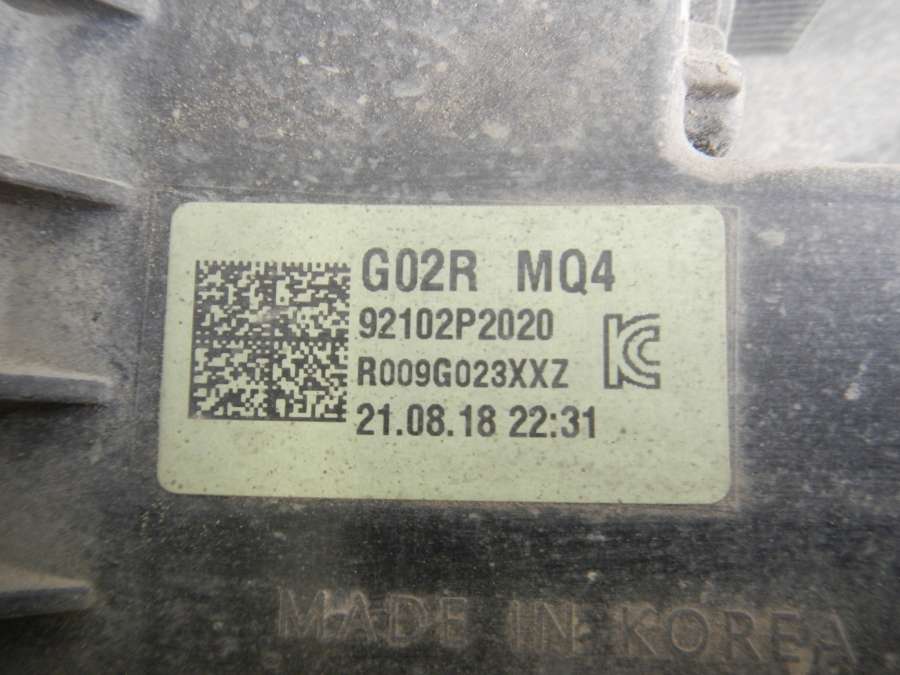 G02R MQ4
92102P2020
R009G023XXZ
21.08.18 22:31
MADE IN KOREA